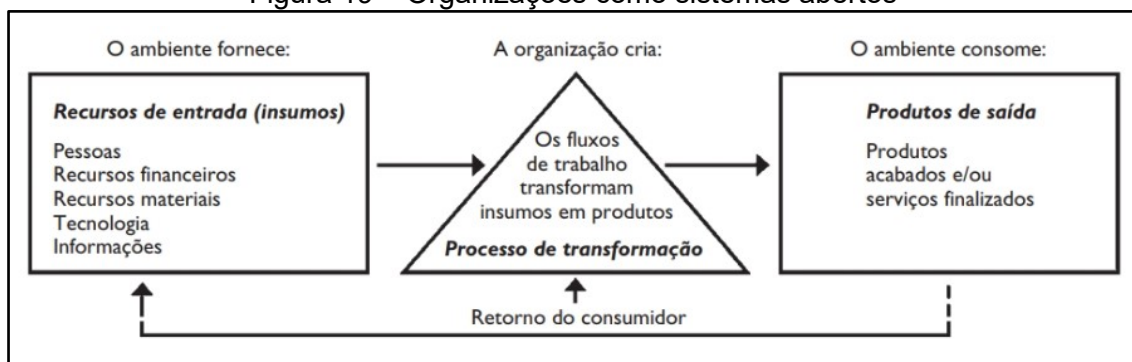 O ambiente fornece:
A organização cria:
O ambiente consome:
Recursos de entrada (insumos)
Pessoas
Recursos financeiros
Recursos materiais
Tecnologia
Informações
Os fluxos
de trabalho
transformam
insumos em produtos
Processo de transformação
Produtos de saída
Produtos
acabados e/ou
serviços finalizados
Retorno do consumidor